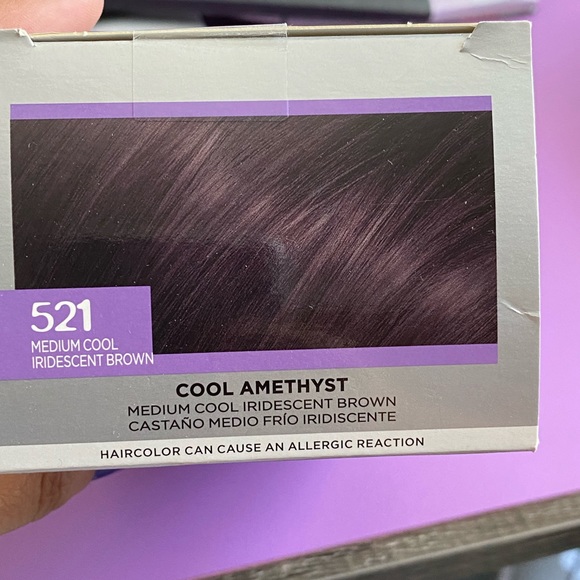 521
MEDIUM COOL
IRIDESCENT BROWN
COOL AMETHYST
MEDIUM COOL IRIDESCENT BROWN
CASTAÑO MEDIO FRÍO IRIDISCENTE
HAIRCOLOR CAN CAUSE AN ALLERGIC REACTION